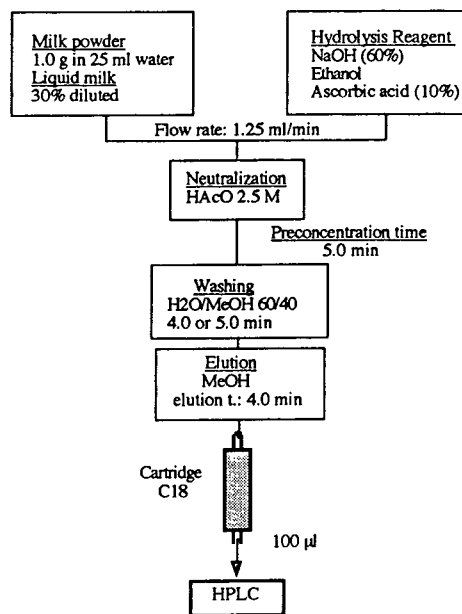 Milk powder
1.0 g in 25 ml water
Liquid milk
30% diluted
Hydrolysis Reagent
NaOH (60%)
Ethanol
Ascorbic acid (10%)
Flow rate: 1.25 ml/min
Neutralization
HAcO 2.5 M
Preconcentration time
5.0 min
Washing
H2O/MeOH 60/40
4.0 or 5.0 min
Elution
MeOH
elution t.: 4.0 min
Cartridge
C18
100 µl
HPLC